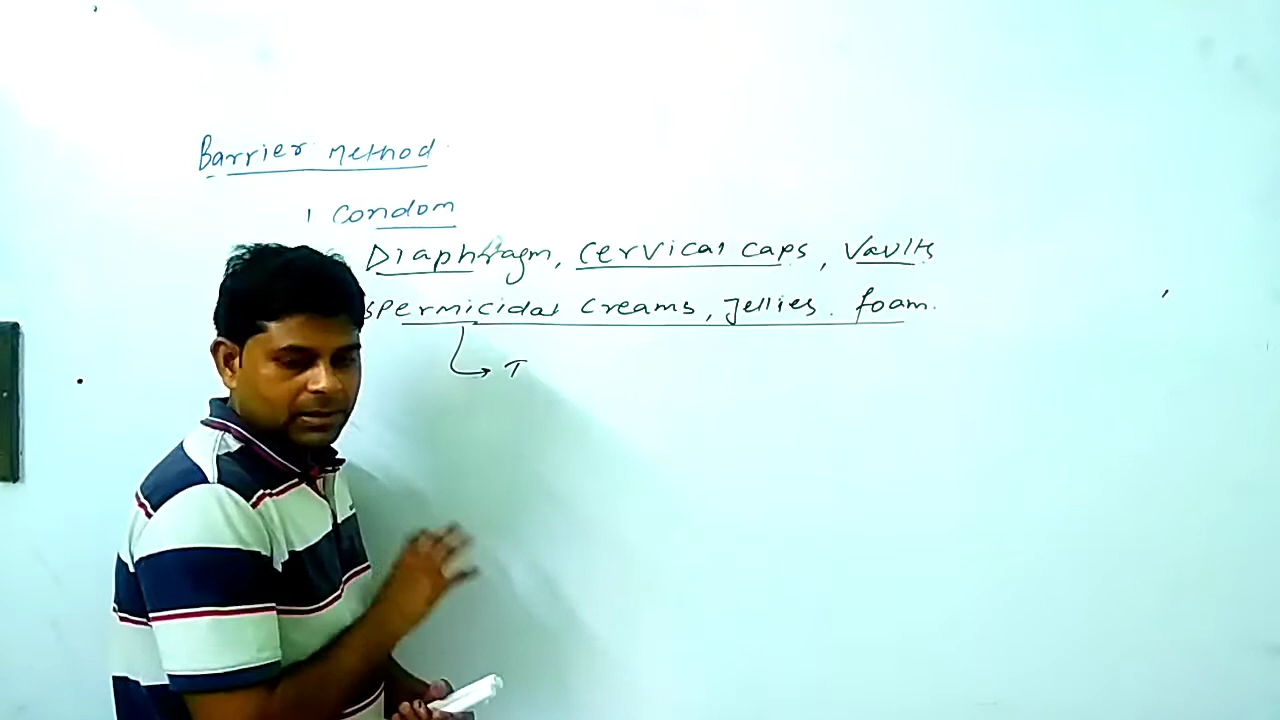 Barrier Method
1 Condom
Diaphragm, Cervical caps, Vaults
spermicidal creams, Jellies. foam.
T